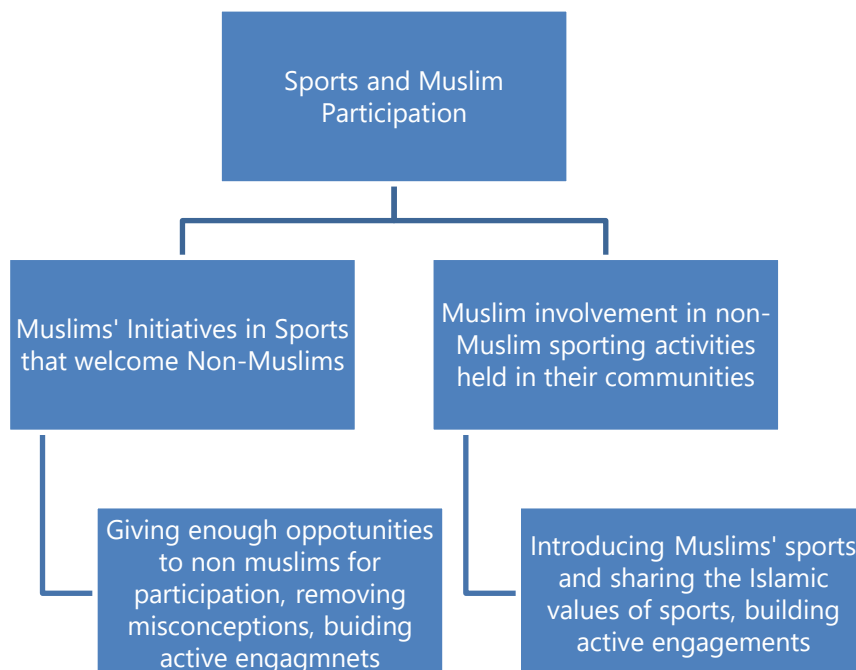 Sports and Muslim
Participation
Muslims' Initiatives in Sports
that welcome Non-Muslims
Muslim involvement in non-
Muslim sporting activities
held in their communities
Giving enough oppotunities
to non muslims for
participation, removing
misconceptions, buiding
active engagmnets
Introducing Muslims' sports
and sharing the Islamic
values of sports, building
active engagements